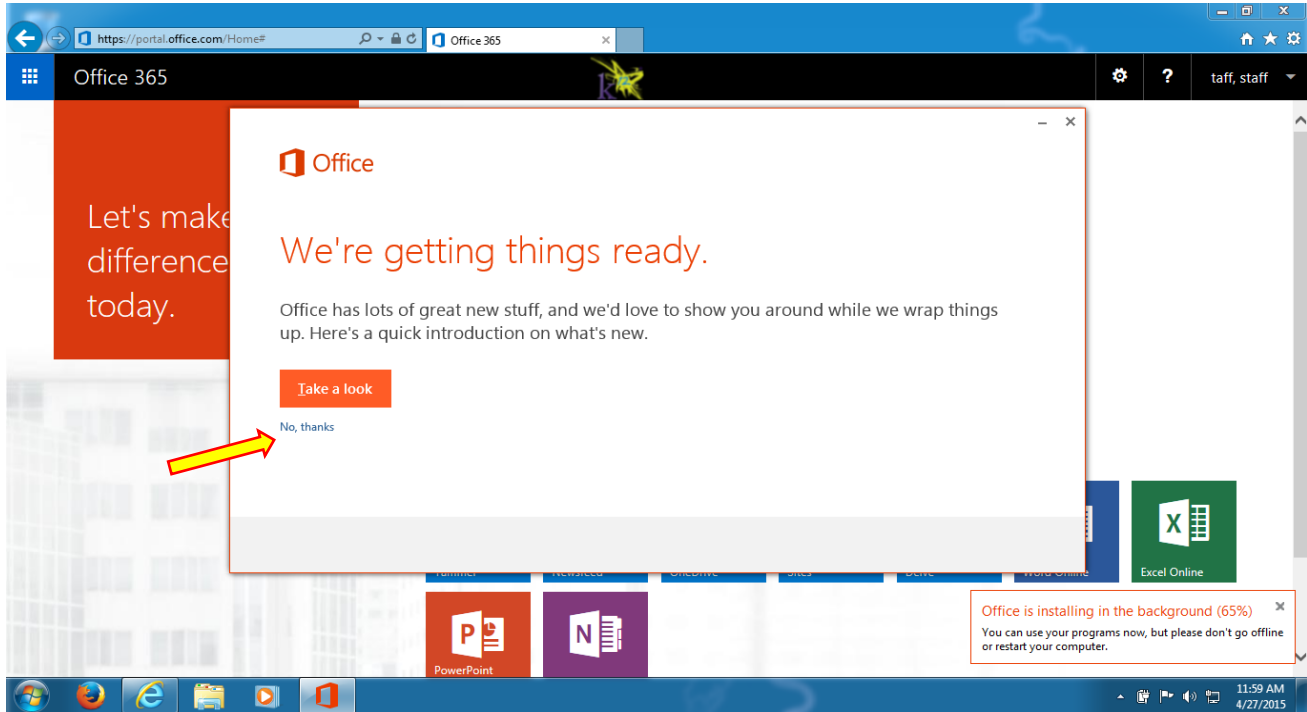 https://portal.office.com/Home#
Office 365
Office 365
k12
taff, staff
Let's make
difference
today.
Office
We're getting things ready.
Office has lots of great new stuff, and we'd love to show you around while we wrap things
up. Here's a quick introduction on what's new.
Take a look
No, thanks
Excel Online
PowerPoint
Office is installing in the background (65%)
You can use your programs now, but please don't go offline
or restart your computer.
11:59 AM
4/27/2015